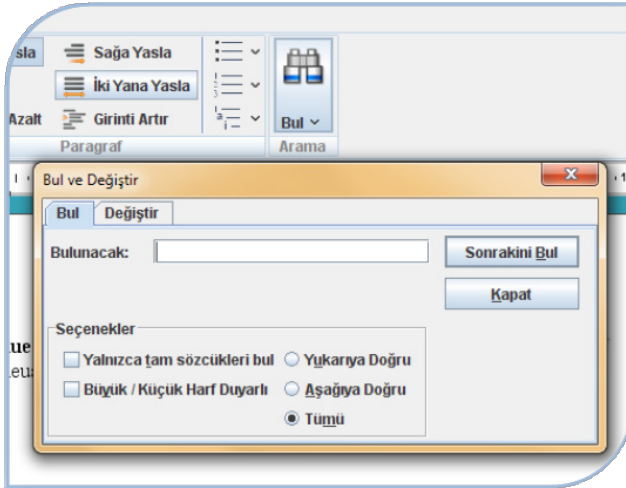 sla Sağa Yasla
İki Yana Yasla
Azalt Girinti Artır Bul
Paragraf Arama
Bul ve Değiştir
Bul Değiştir
Bulunacak: Sonrakini Bul
Kapat
Seçenekler
Yalnızca tam sözcükleri bul Yukarıya Doğru
Büyük / Küçük Harf Duyarlı Aşağıya Doğru
Tümü